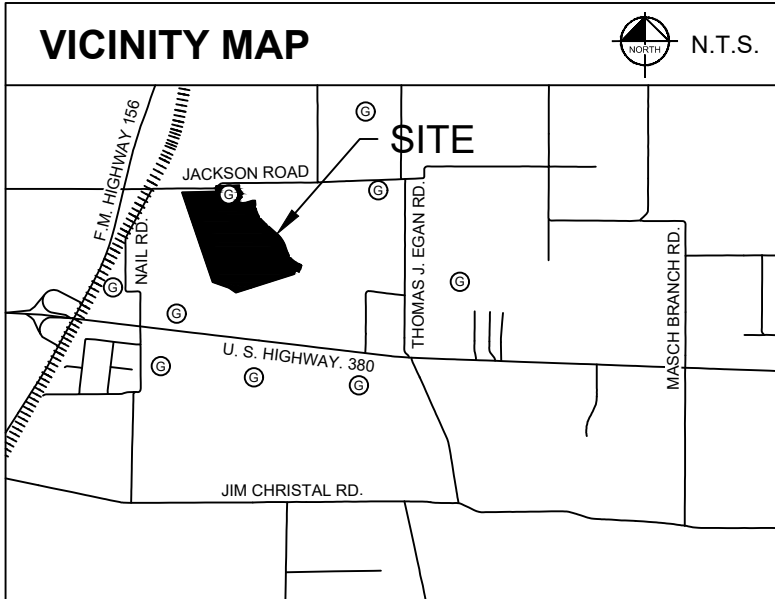 VICINITY MAP
NORTH
N.T.S.
F.M. HIGHWAY 156
G
SITE
JACKSON ROAD
G
G
NAIL RD.
THOMAS J. EGAN RD.
MASCH BRANCH RD.
G
G
G
U. S. HIGHWAY. 380
G
G
G
JIM CHRISTAL RD.